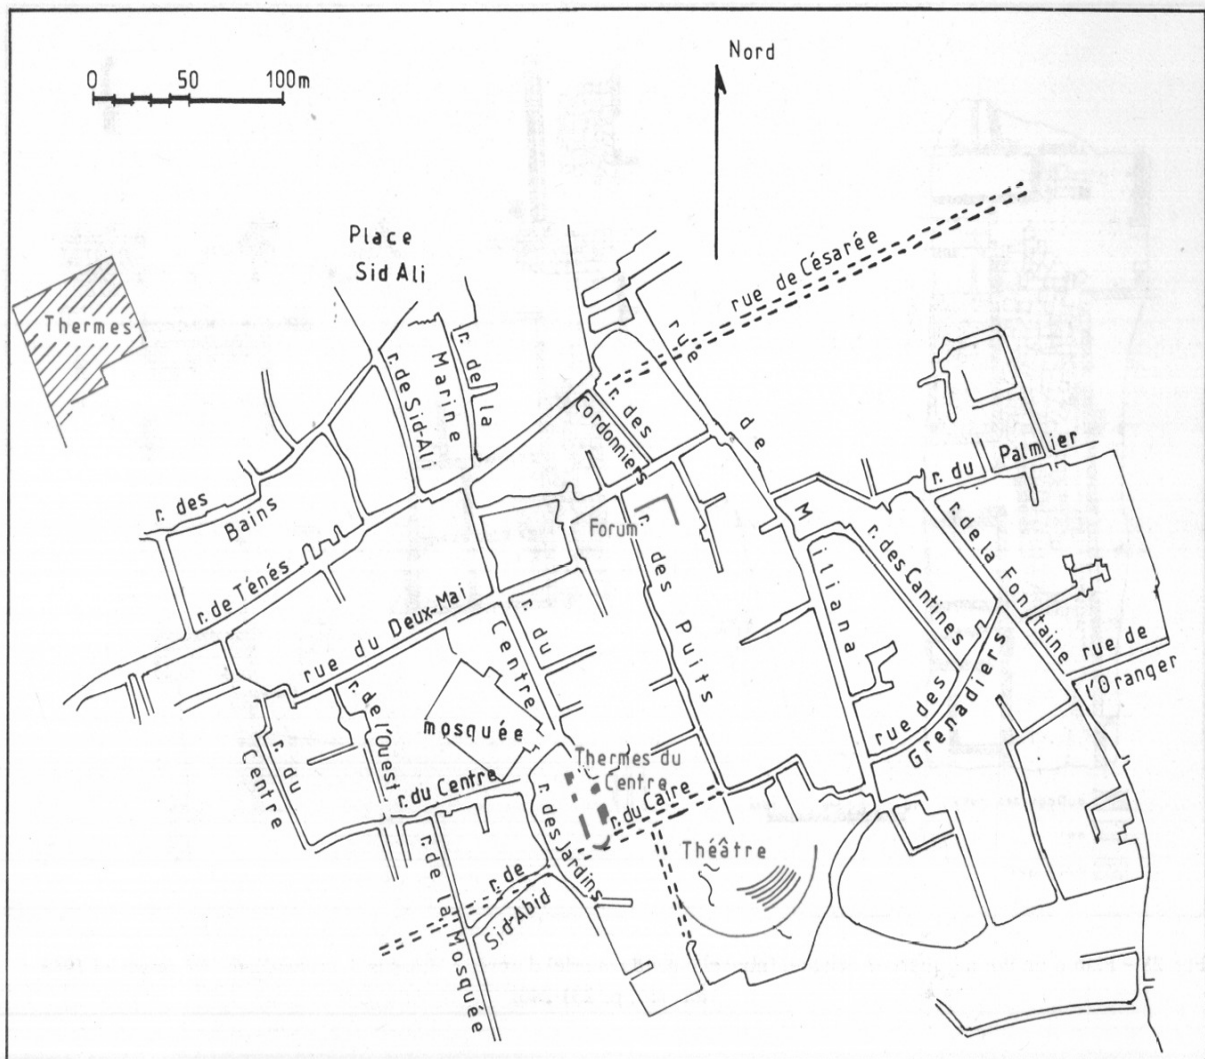 0 50 100m
Nord
Place
Sid Ali
rue de Césarée
Thermes
r. de Sid-Ali
Marine
r. de la
rue de Miliana
r. des
Cordonniers
r. du Palmier
r. des
Bains
Forum
r. des Puits
r. des Cantines
r. de la Fontaine
r. de Ténés
rue du Deux-Mai
r. du
Centre
rue de
l'Oranger
rue des
Grenadiers
r. de l'Ouest
mosquée
r. du
Centre
Thermes du
Centre
r. du Centre
r. du Caire
r. des Jardins
Théâtre
r. de
Sid-Abid
r. de la Mosquée